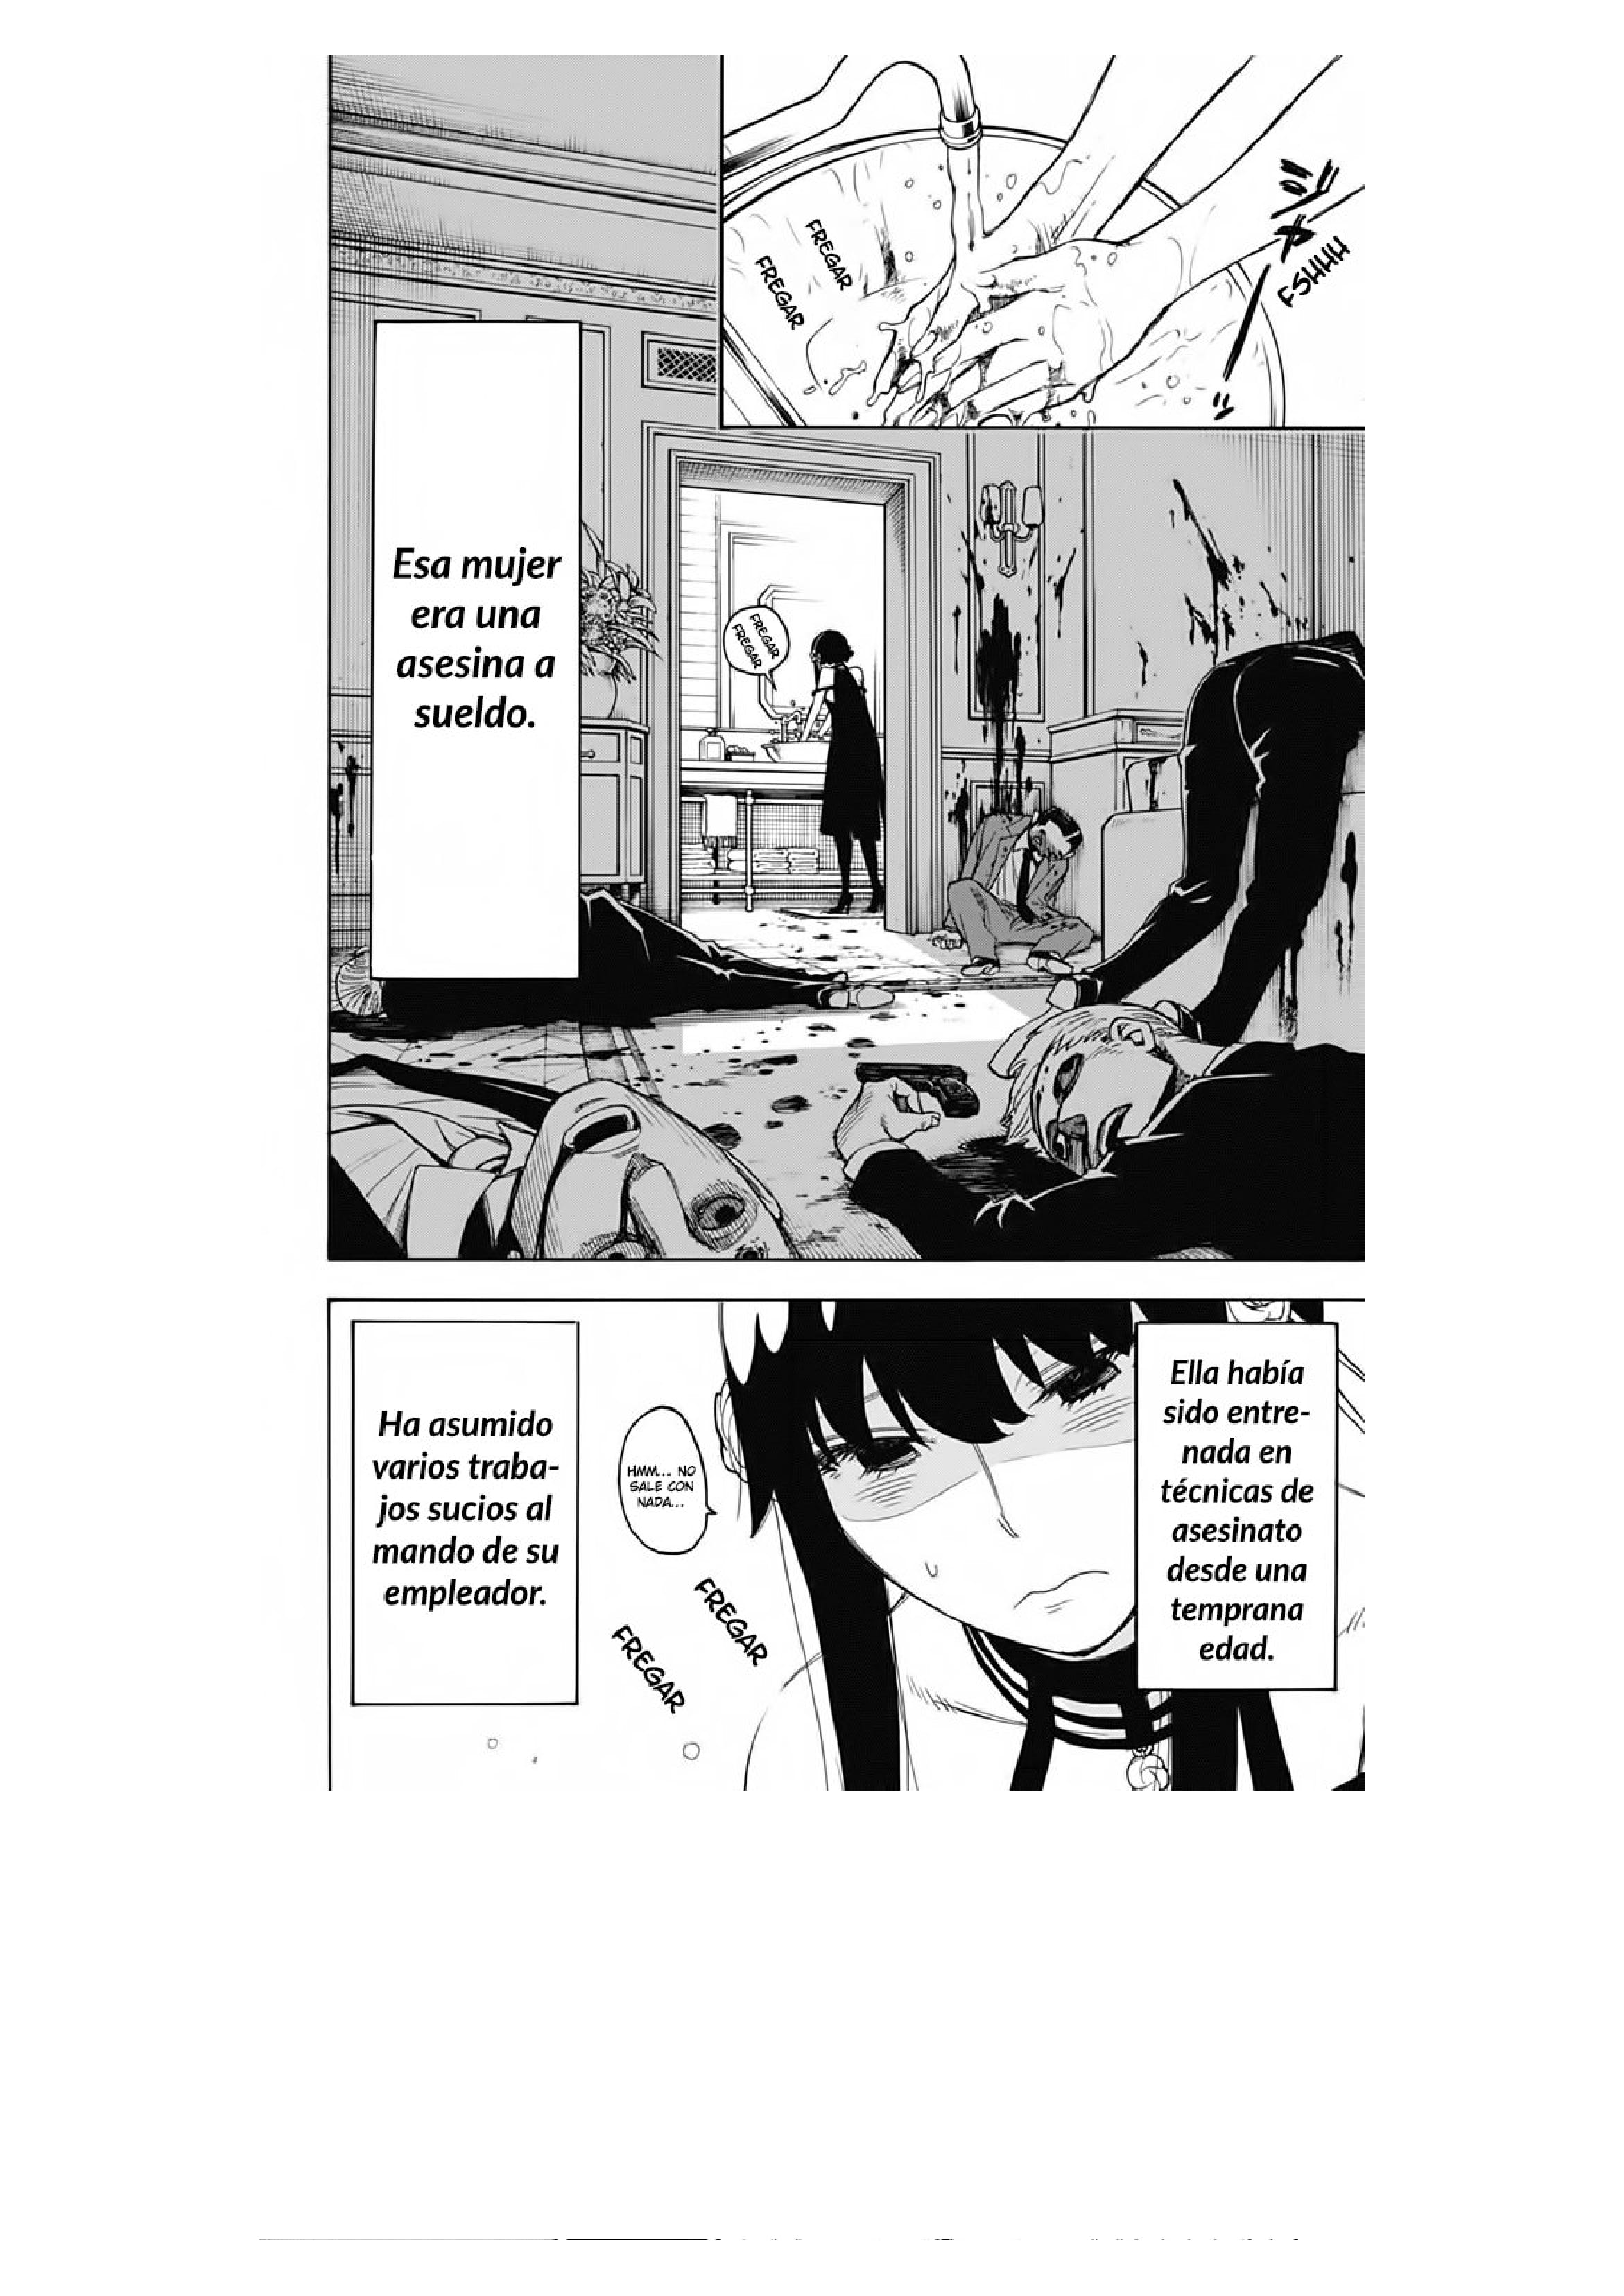 FREGAR
FREGAR
FSHHH
Esa mujer
era una
asesina a
sueldo.
FREGAR
FREGAR
Ella había
sido entre-
nada en
técnicas de
asesinato
desde una
temprana
edad.
HMM... NO
SALE CON
NADA...
FREGAR
FREGAR
Ha asumido
varios traba-
jos sucios al
mando de su
empleador.